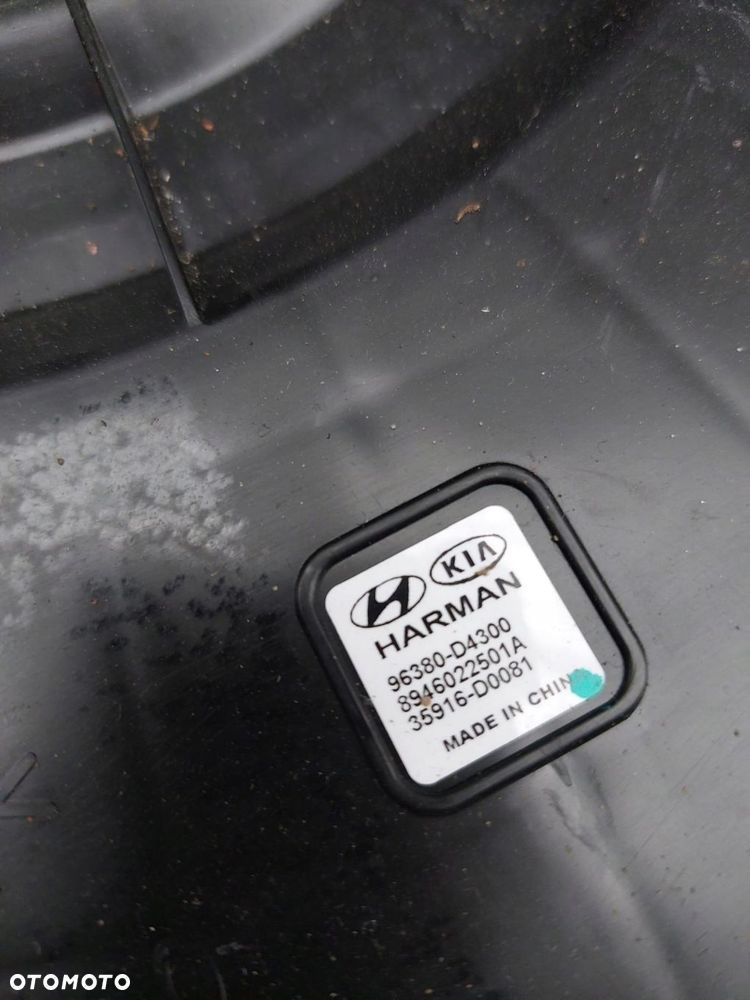 KIA
HARMAN
96380-D4300
8946022501A
35916-D0081
MADE IN CHIN
OTOMOTO